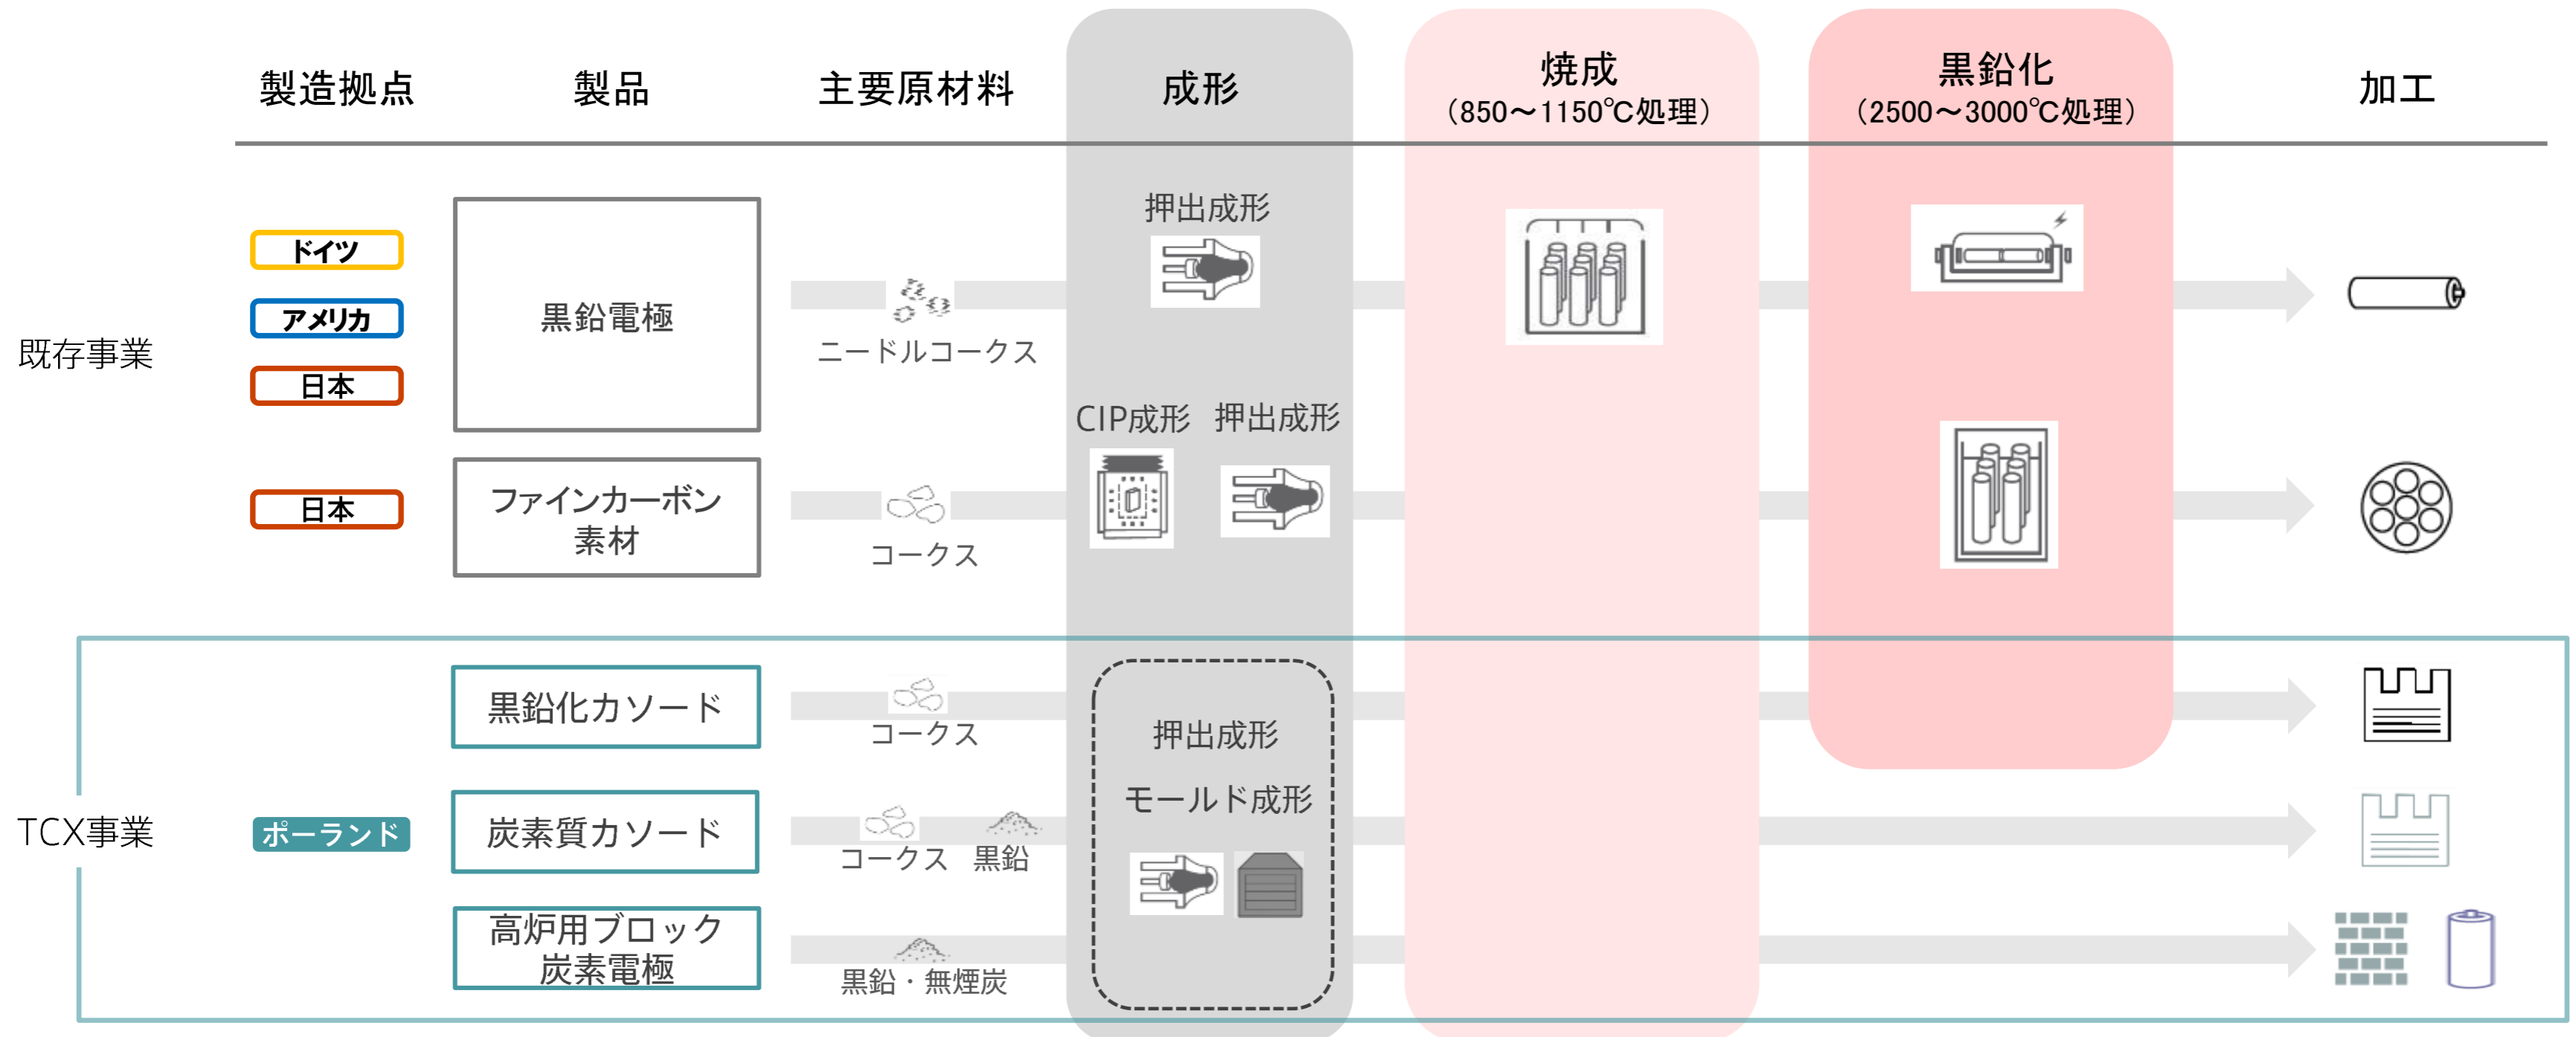 製造拠点
製品
主要原材料
成形
焼成
（850～1150℃処理）
黒鉛化
（2500～3000℃処理）
加工
既存事業
ドイツ
アメリカ
日本
黒鉛電極
ニードルコークス
押出成形
日本
ファインカーボン
素材
コークス
CIP成形
押出成形
TCX事業
ポーランド
黒鉛化カソード
コークス
炭素質カソード
コークス
黒鉛
高炉用ブロック
炭素電極
黒鉛・無煙炭
押出成形
モールド成形